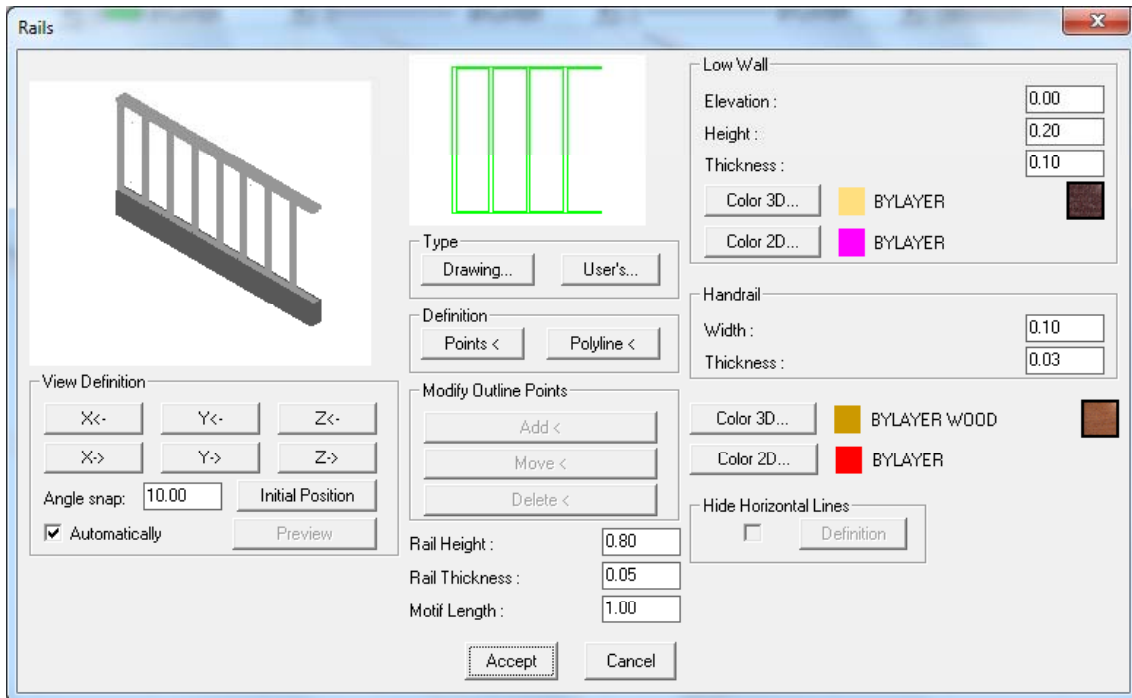 Rails
X
Low Wall
Elevation : 0.00
Height : 0.20
Thickness : 0.10
Color 3D... BYLAYER
Color 2D... BYLAYER
Type
Drawing... User's...
Handrail
Width : 0.10
Thickness : 0.03
Definition
Points < Polyline <
View Definition
X<- Y<- Z<-
X-> Y-> Z->
Angle snap: 10.00 Initial Position
Automatically Preview
Modify Outline Points
Add <
Move <
Delete <
Color 3D... BYLAYER WOOD
Color 2D... BYLAYER
Hide Horizontal Lines
Definition
Rail Height : 0.80
Rail Thickness : 0.05
Motif Length : 1.00
Accept Cancel